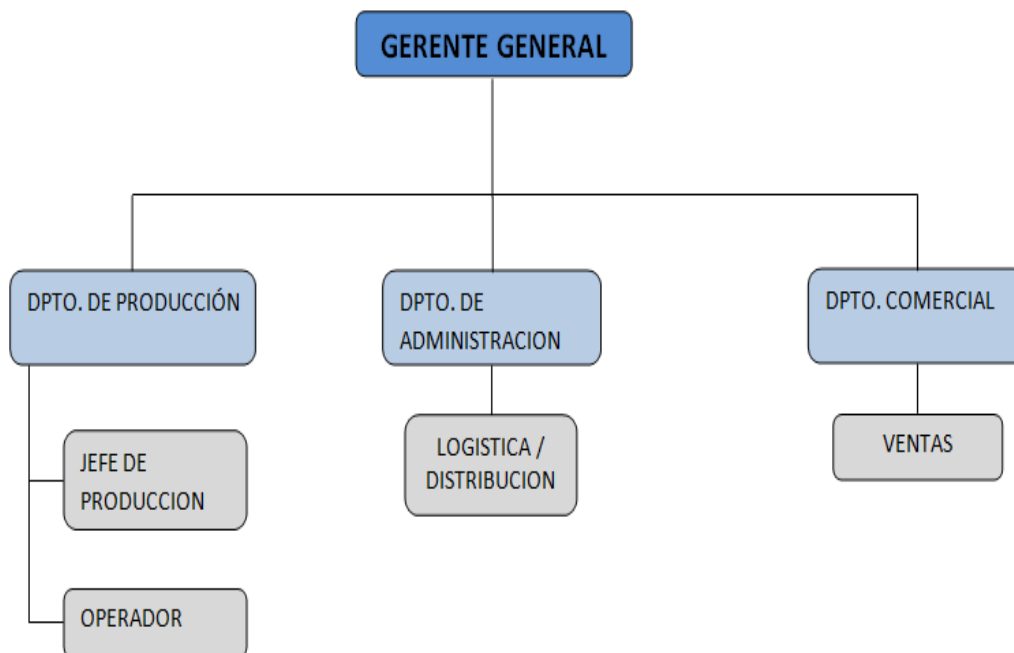 GERENTE GENERAL
DPTO. DE PRODUCCIÓN
DPTO. DE
ADMINISTRACION
DPTO. COMERCIAL
JEFE DE
PRODUCCION
LOGISTICA /
DISTRIBUCION
VENTAS
OPERADOR